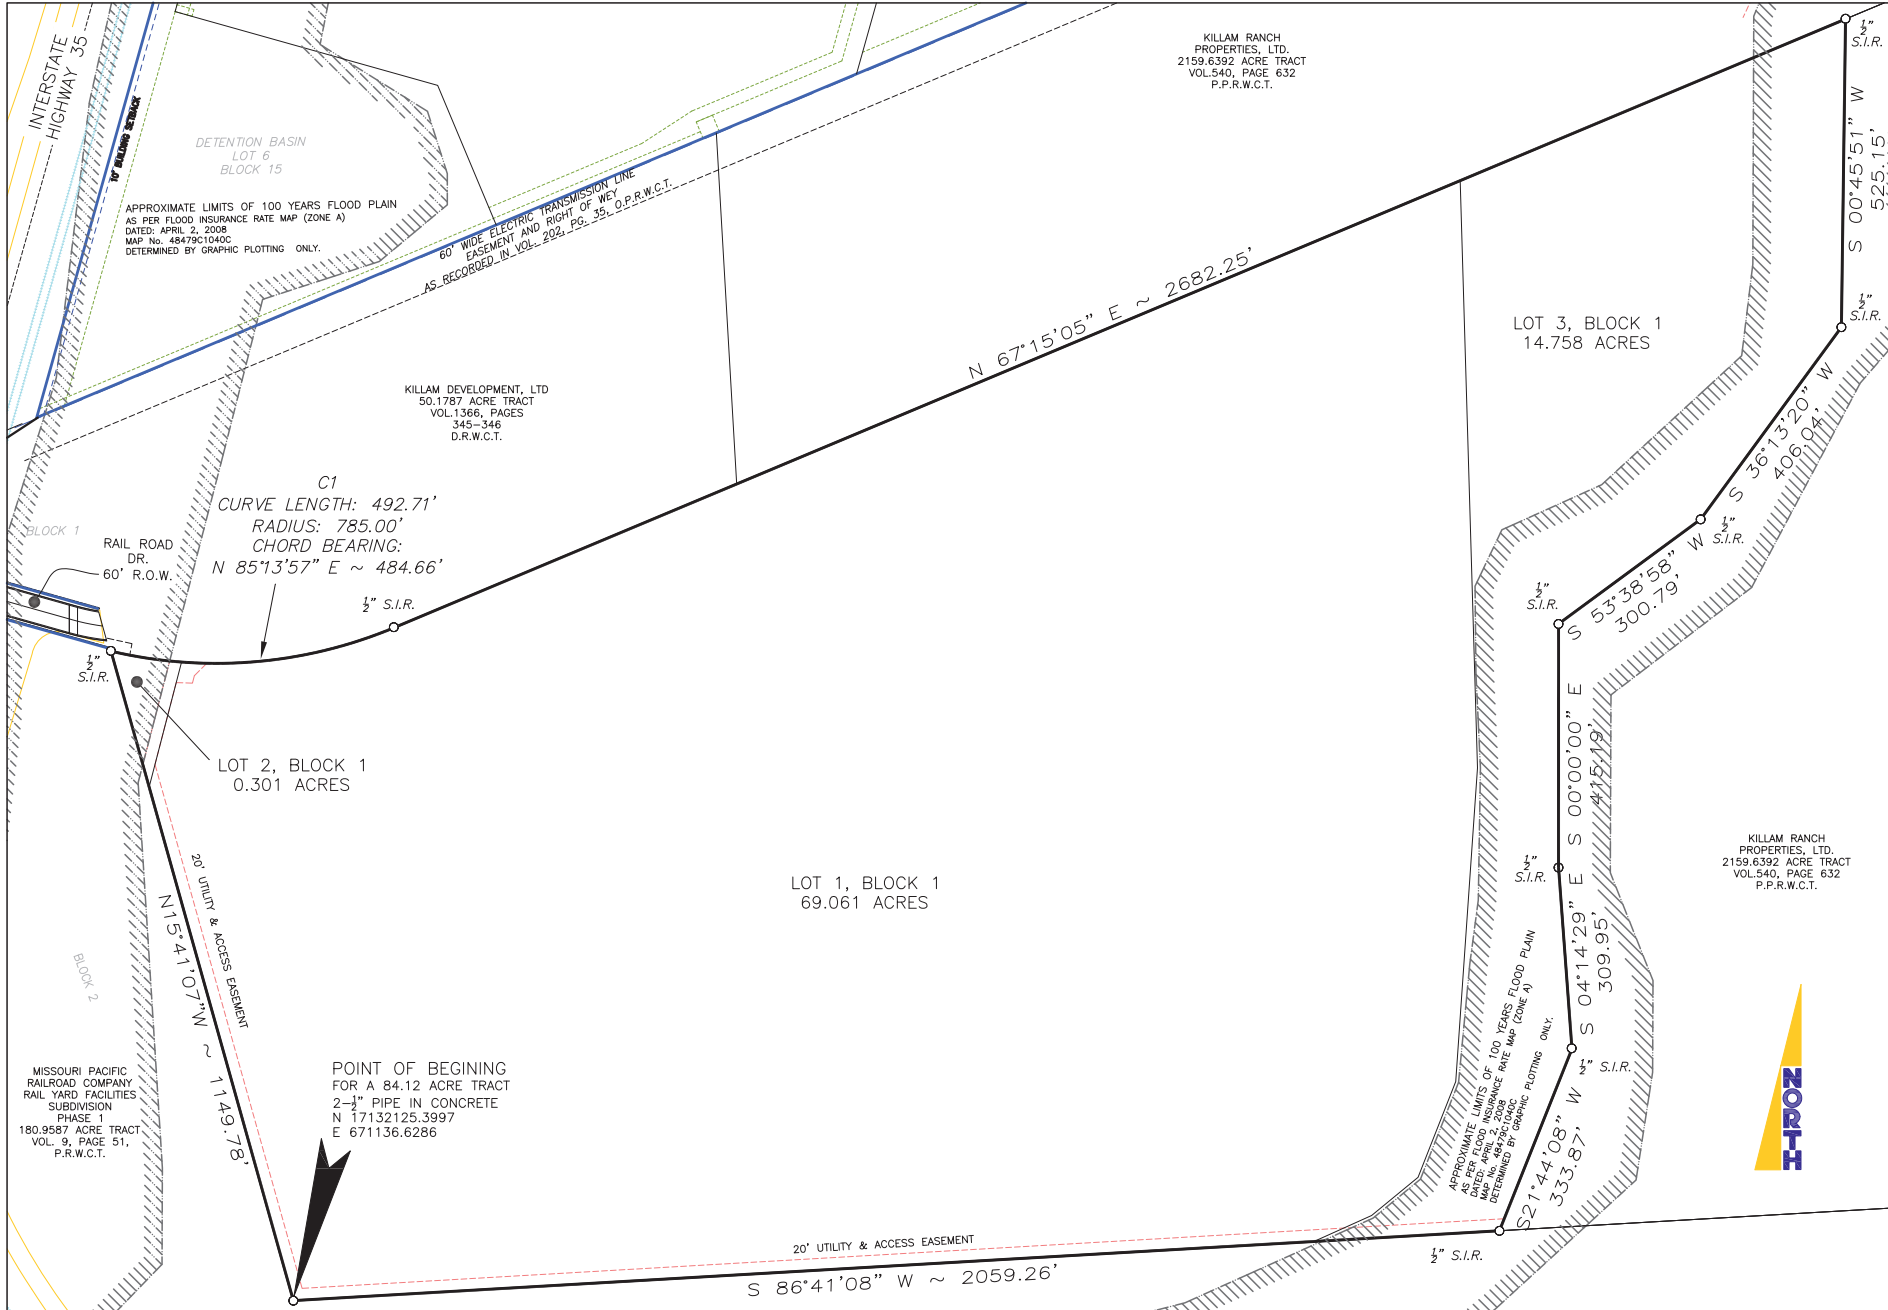 INTERSTATE
HIGHWAY 35
10' BUILDING SETBACK
DETENTION BASIN
LOT 6
BLOCK 15
APPROXIMATE LIMITS OF 100 YEARS FLOOD PLAIN
AS PER FLOOD INSURANCE RATE MAP (ZONE A)
DATED: APRIL 2, 2008
MAP No. 48479C1040C
DETERMINED BY GRAPHIC PLOTTING ONLY.
60' WIDE ELECTRIC TRANSMISSION LINE
EASEMENT AND RIGHT OF WEY
AS RECORDED IN VOL. 202, PG. 35, O.P.R.W.C.T.
KILLAM RANCH
PROPERTIES, LTD.
2159.6392 ACRE TRACT
VOL.540, PAGE 632
P.P.R.W.C.T.
1/2"
S.I.R.
S 00°45'51" W
525.15'
1/2"
S.I.R.
N 67°15'05" E ~ 2682.25'
LOT 3, BLOCK 1
14.758 ACRES
KILLAM DEVELOPMENT, LTD
50.1787 ACRE TRACT
VOL.1366, PAGES
345-346
D.R.W.C.T.
S 36°13'20" W
406.04'
C1
CURVE LENGTH: 492.71'
RADIUS: 785.00'
CHORD BEARING:
N 85°13'57" E ~ 484.66'
BLOCK 1
RAIL ROAD
DR.
60' R.O.W.
1/2" S.I.R.
1/2"
S.I.R.
1/2"
S.I.R.
S 53°38'58" W
300.79'
1/2"
S.I.R.
LOT 2, BLOCK 1
0.301 ACRES
S 00°00'00" E
415.19'
1/2"
S.I.R.
KILLAM RANCH
PROPERTIES, LTD.
2159.6392 ACRE TRACT
VOL.540, PAGE 632
P.P.R.W.C.T.
LOT 1, BLOCK 1
69.061 ACRES
20' UTILITY & ACCESS EASEMENT
N15°41'07"W ~ 1149.78'
BLOCK 2
S 04°14'29" E
309.95'
1/2" S.I.R.
APPROXIMATE LIMITS OF 100 YEARS FLOOD PLAIN
AS PER FLOOD INSURANCE RATE MAP (ZONE A)
DATED: APRIL 2, 2008
MAP No. 48479C1040C
DETERMINED BY GRAPHIC PLOTTING ONLY.
NORTH
MISSOURI PACIFIC
RAILROAD COMPANY
RAIL YARD FACILITIES
SUBDIVISION
PHASE 1
180.9587 ACRE TRACT
VOL. 9, PAGE 51,
P.R.W.C.T.
POINT OF BEGINING
FOR A 84.12 ACRE TRACT
2-1/2" PIPE IN CONCRETE
N 17132125.3997
E 671136.6286
S21°44'08" W
333.87'
1/2" S.I.R.
20' UTILITY & ACCESS EASEMENT
S 86°41'08" W ~ 2059.26'